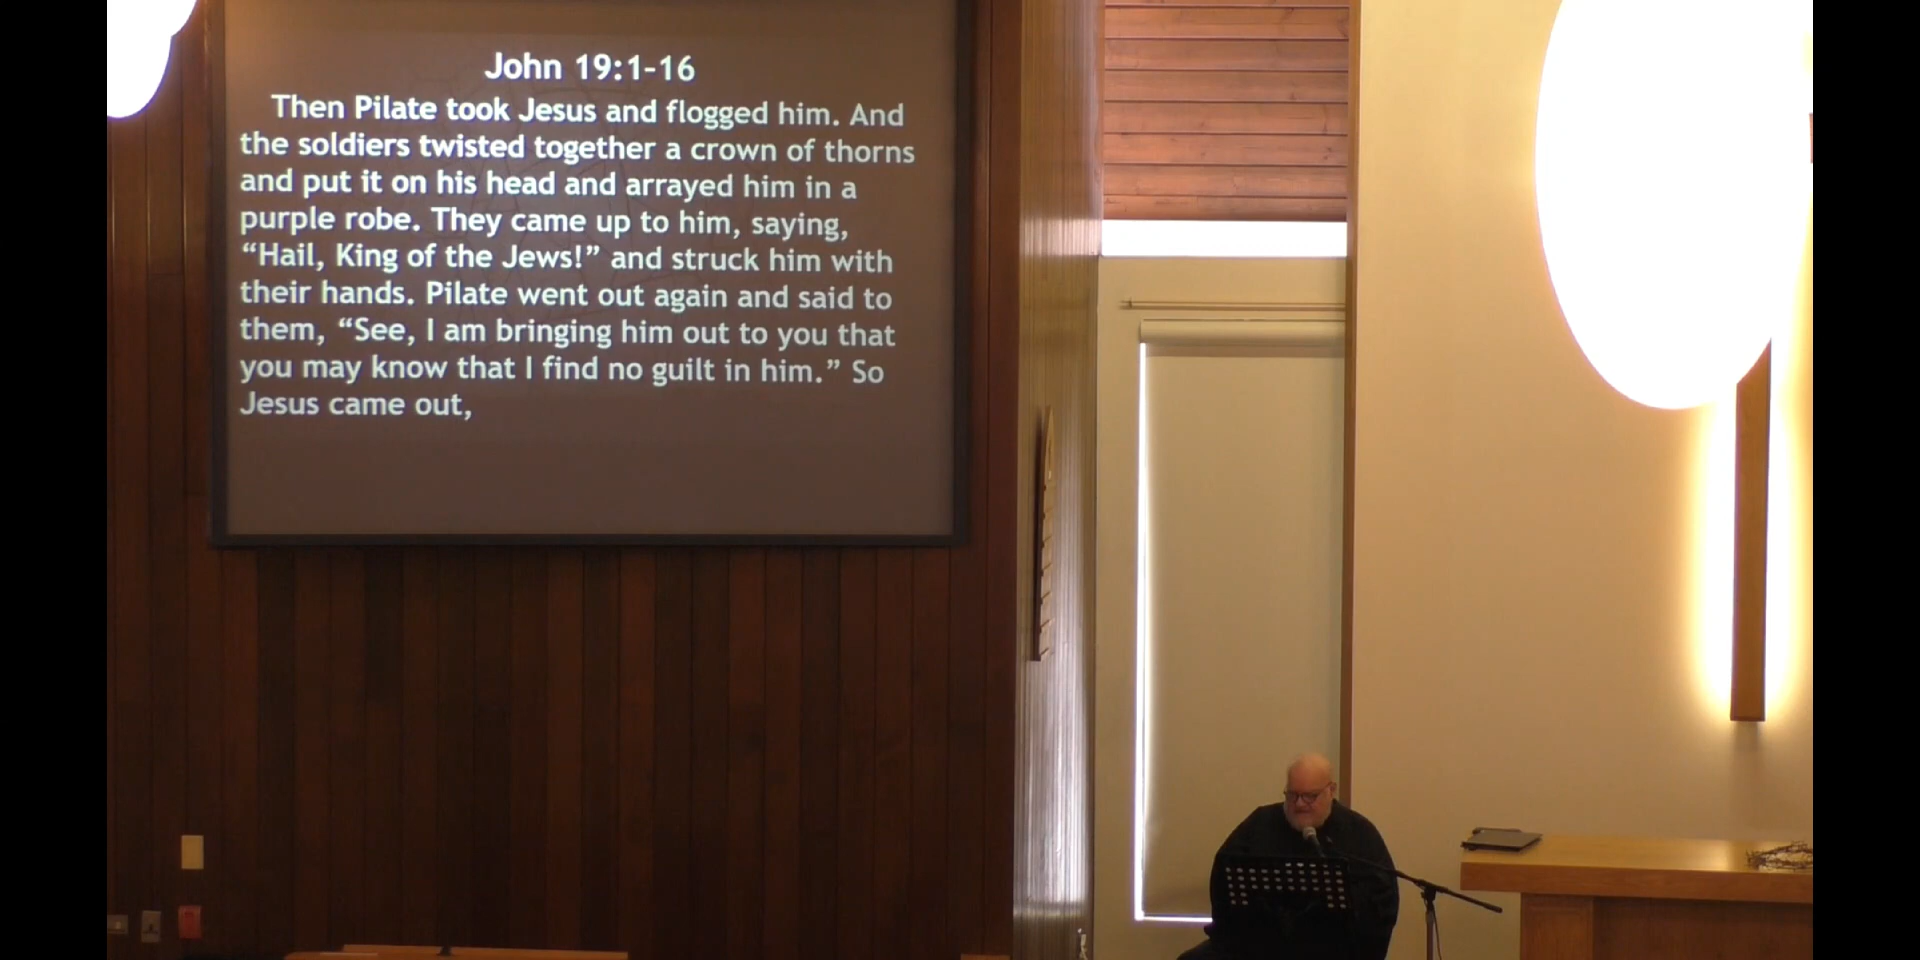 John 19:1-16
Then Pilate took Jesus and flogged him. And
the soldiers twisted together a crown of thorns
and put it on his head and arrayed him in a
purple robe. They came up to him, saying,
“Hail, King of the Jews!” and struck him with
their hands. Pilate went out again and said to
them, “See, I am bringing him out to you that
you may know that I find no guilt in him.” So
Jesus came out,